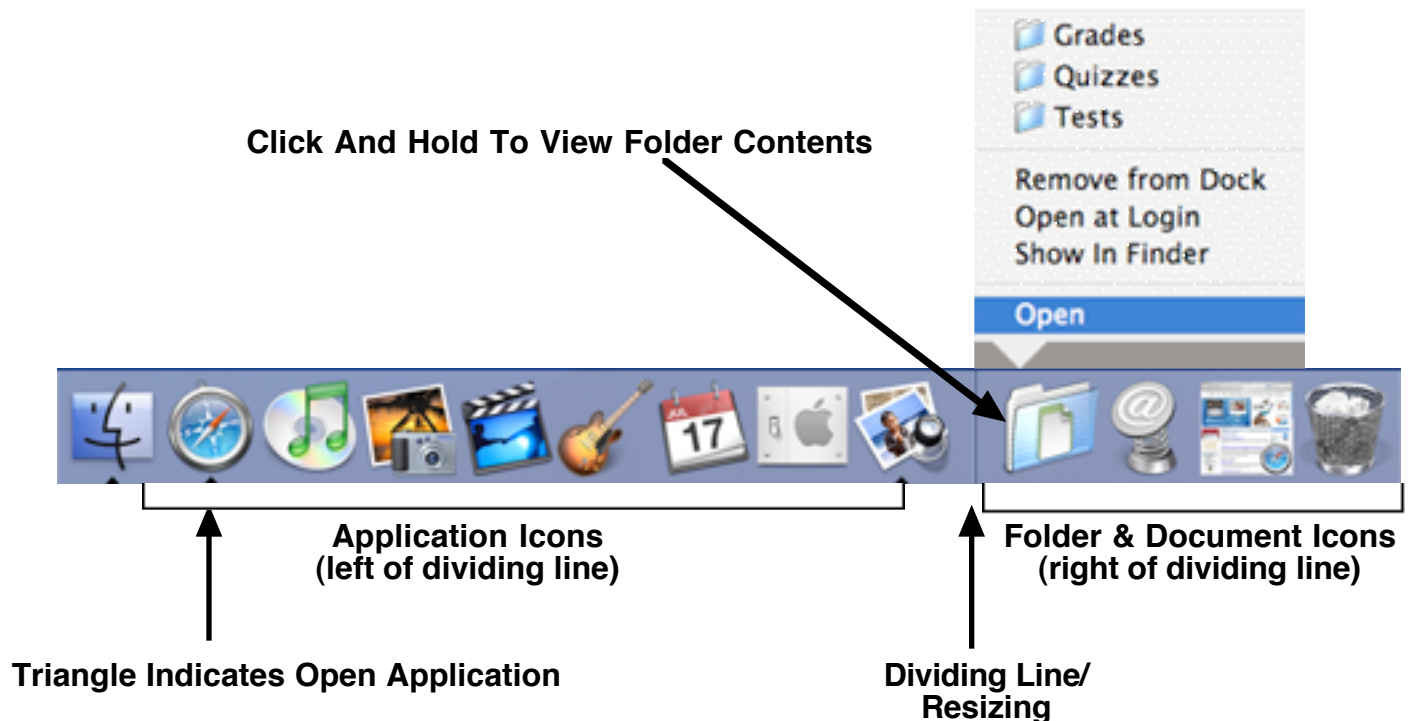 Grades
Quizzes
Tests
Click And Hold To View Folder Contents
Remove from Dock
Open at Login
Show In Finder
Open
JUL
17
@
Application Icons
(left of dividing line)
Folder & Document Icons
(right of dividing line)
Triangle Indicates Open Application
Dividing Line/
Resizing